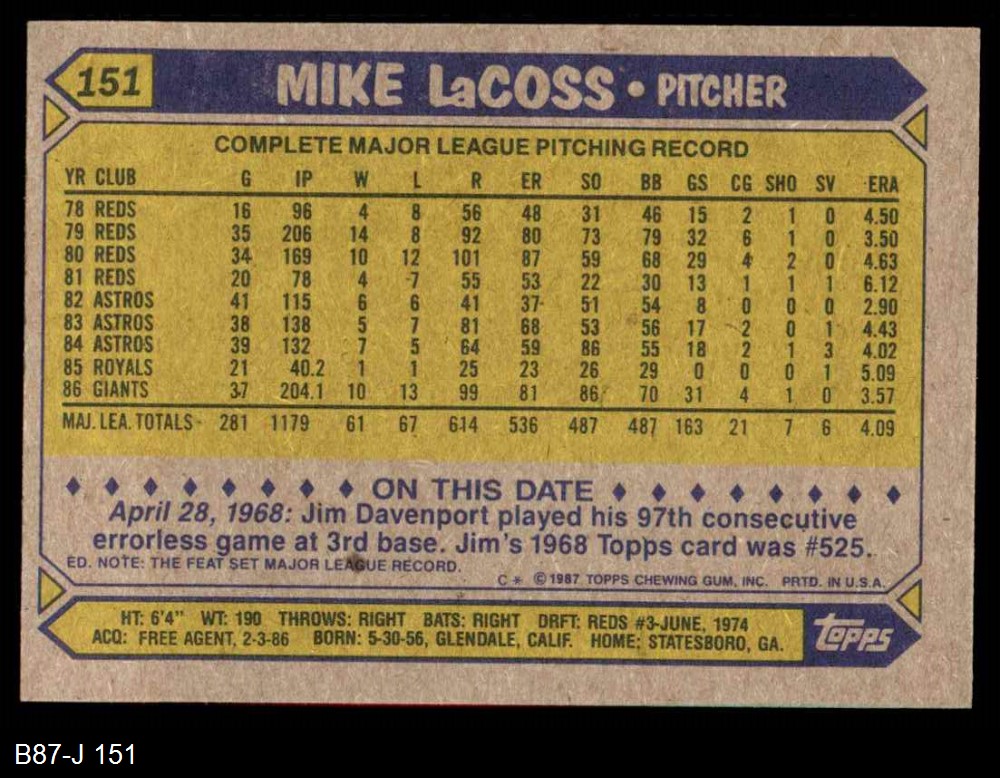 151 MIKE LaCOSS • PITCHER
COMPLETE MAJOR LEAGUE PITCHING RECORD
YR CLUB G IP W L R ER SO BB GS CG SHO SV ERA
78 REDS 16 96 4 8 56 48 31 46 15 2 1 0 4.50
79 REDS 35 206 14 8 92 80 73 79 32 6 1 0 3.50
80 REDS 34 169 10 12 101 87 59 68 29 4 2 0 4.63
81 REDS 20 78 4 7 55 53 22 30 13 1 1 1 6.12
82 ASTROS 41 115 6 6 41 37 51 54 8 0 0 0 2.90
83 ASTROS 38 138 5 7 81 68 53 56 17 2 0 1 4.43
84 ASTROS 39 132 7 5 64 59 86 55 18 2 1 3 4.02
85 ROYALS 21 40.2 1 1 25 23 26 29 0 0 0 1 5.09
86 GIANTS 37 204.1 10 13 99 81 86 70 31 4 1 0 3.57
MAJ. LEA. TOTALS 281 1179 61 67 614 536 487 487 163 21 7 6 4.09
♦ ♦ ♦ ♦ ♦ ♦ ♦ ♦ ON THIS DATE ♦ ♦ ♦ ♦ ♦ ♦ ♦ ♦
April 28, 1968: Jim Davenport played his 97th consecutive
errorless game at 3rd base. Jim's 1968 Topps card was #525.
ED. NOTE: THE FEAT SET MAJOR LEAGUE RECORD.
C * © 1987 TOPPS CHEWING GUM, INC. PRTD. IN U.S.A.
HT: 6'4" WT: 190 THROWS: RIGHT BATS: RIGHT DRFT: REDS #3-JUNE, 1974
ACQ: FREE AGENT, 2-3-86 BORN: 5-30-56, GLENDALE, CALIF. HOME: STATESBORO, GA.
topps
B87-J 151